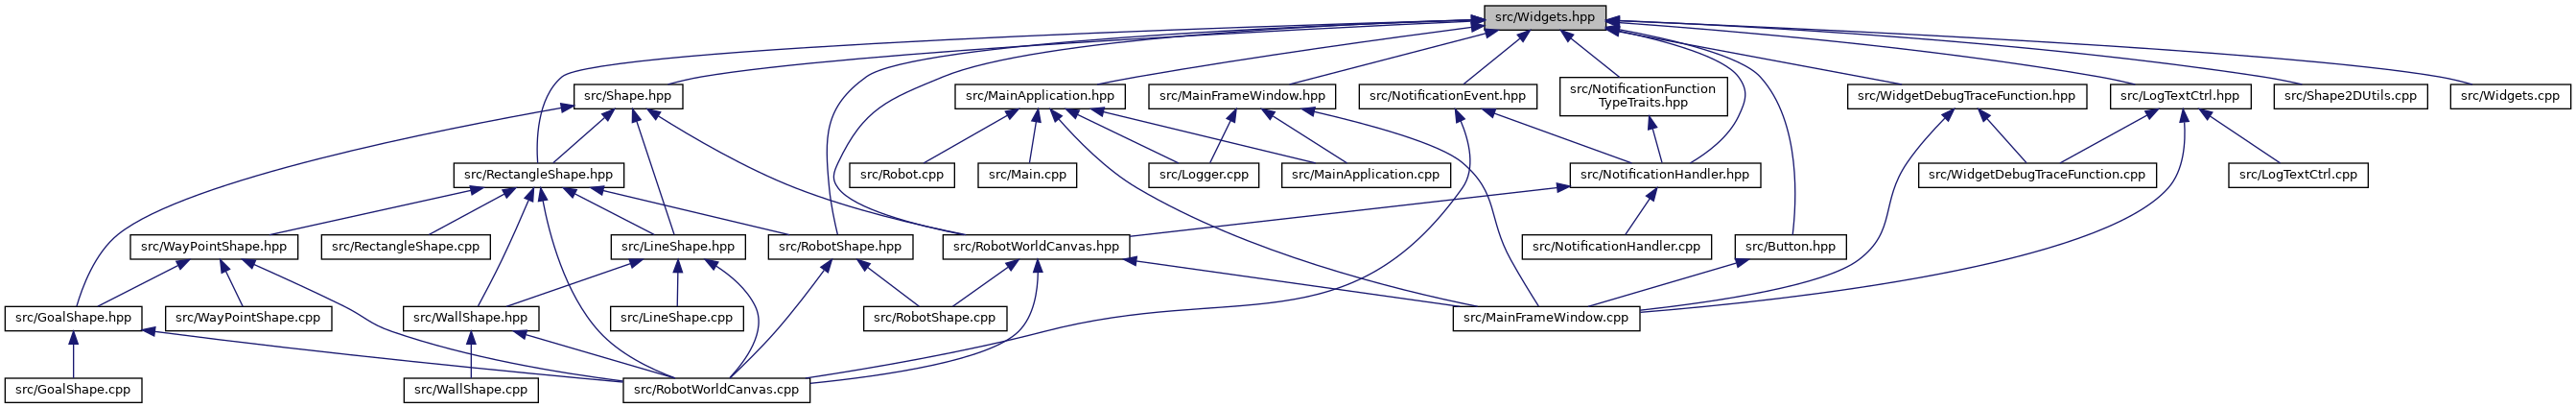 src/Widgets.hpp
src/Shape.hpp
src/MainApplication.hpp
src/MainFrameWindow.hpp
src/NotificationEvent.hpp
src/NotificationFunction
TypeTraits.hpp
src/WidgetDebugTraceFunction.hpp
src/LogTextCtrl.hpp
src/Shape2DUtils.cpp
src/Widgets.cpp
src/RectangleShape.hpp
src/Robot.cpp
src/Main.cpp
src/Logger.cpp
src/MainApplication.cpp
src/NotificationHandler.hpp
src/WidgetDebugTraceFunction.cpp
src/LogTextCtrl.cpp
src/WayPointShape.hpp
src/RectangleShape.cpp
src/LineShape.hpp
src/RobotShape.hpp
src/RobotWorldCanvas.hpp
src/NotificationHandler.cpp
src/Button.hpp
src/GoalShape.hpp
src/WayPointShape.cpp
src/WallShape.hpp
src/LineShape.cpp
src/RobotShape.cpp
src/MainFrameWindow.cpp
src/GoalShape.cpp
src/WallShape.cpp
src/RobotWorldCanvas.cpp